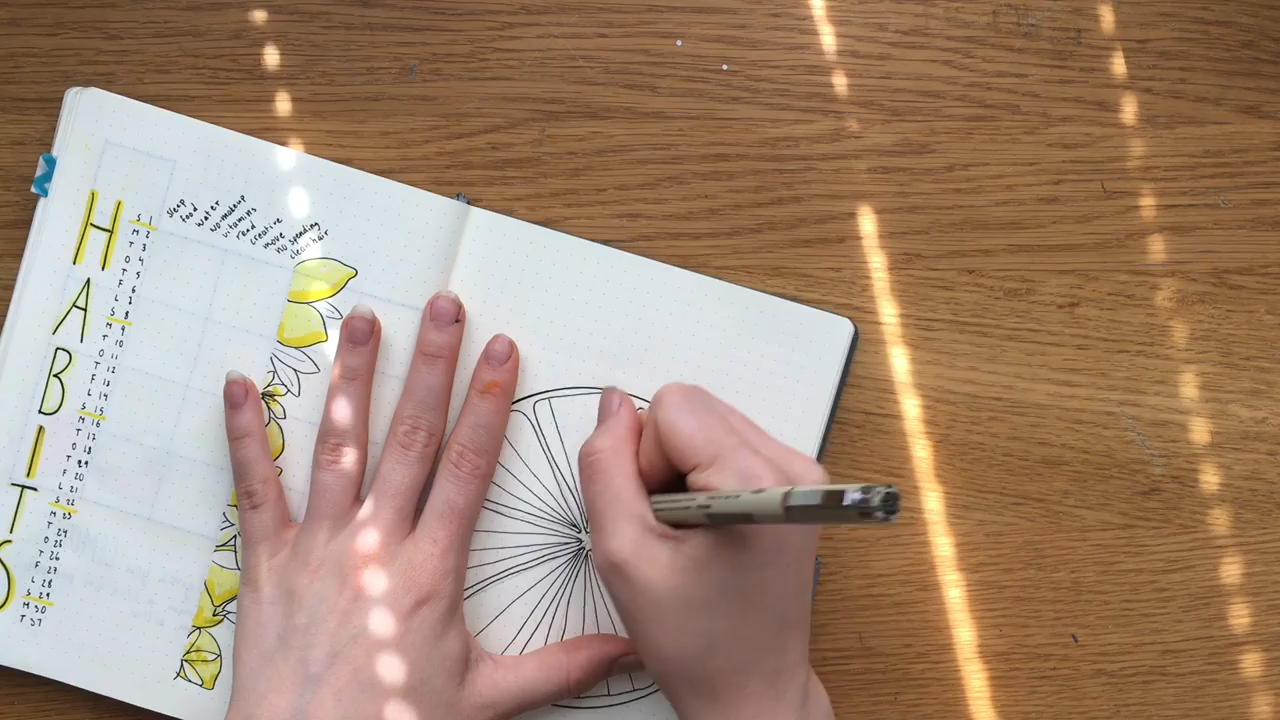 HABITS
sleep
food
water
no-makeup
vitamins
read
creative
move
no spending
clean hair
S 1
M 2
T 3
O 4
T 5
F 6
L 7
S 8
M 9
T 10
O 11
T 12
F 13
L 14
S 15
M 16
T 17
O 18
T 19
F 20
L 21
S 22
M 23
T 24
O 25
T 26
F 27
L 28
S 29
M 30
T 31